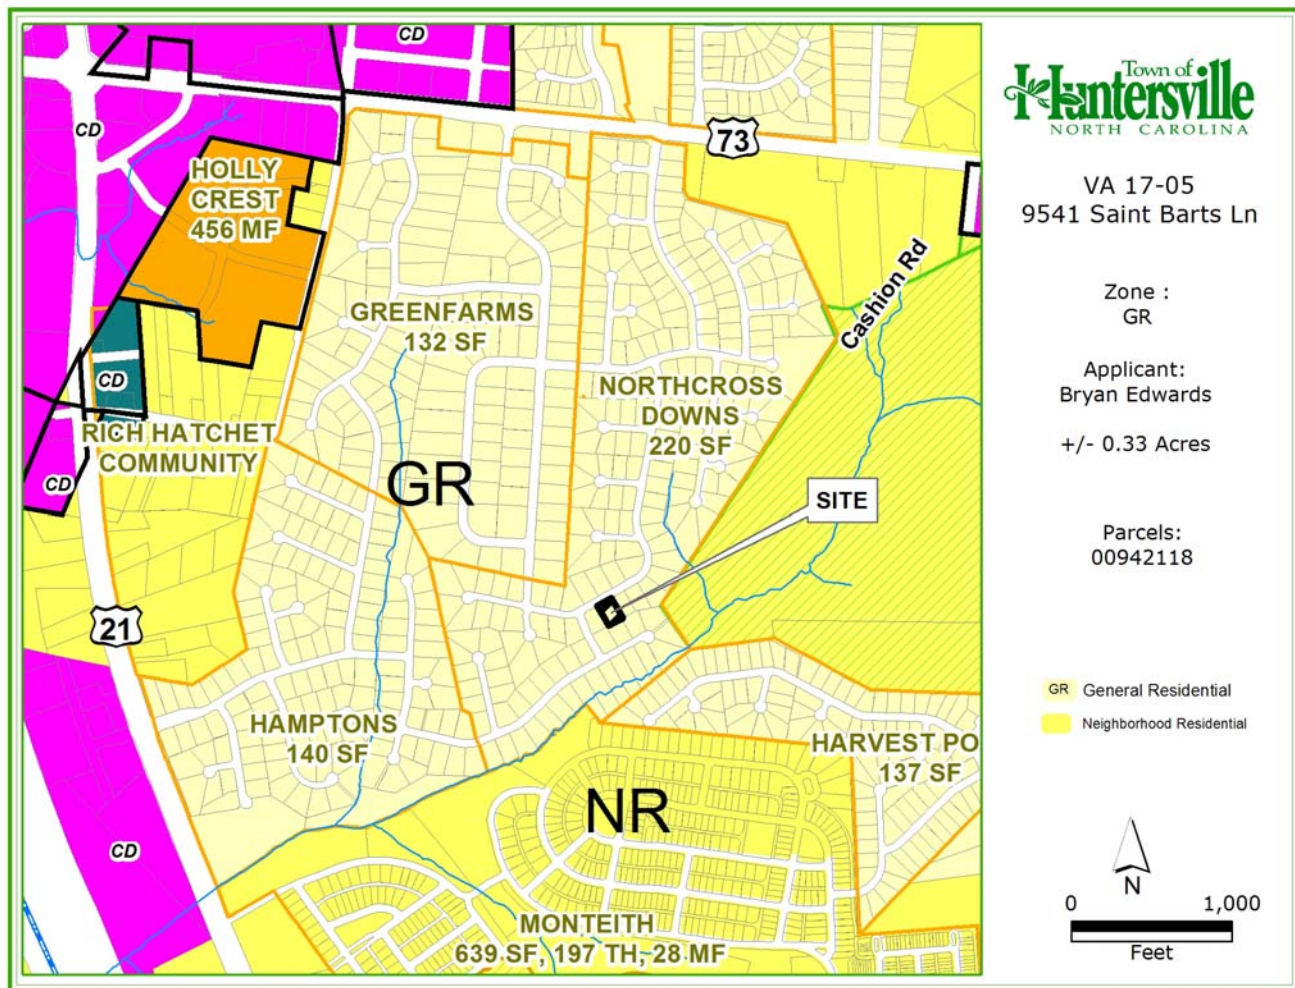 CD
CD
73
HOLLY
CREST
456 MF
Cashion Rd
GREENFARMS
132 SF
NORTHCROSS
DOWNS
220 SF
CD
RICH HATCHET
COMMUNITY
CD
GR
SITE
21
HAMPTONS
140 SF
HARVEST PO
137 SF
NR
CD
MONTEITH
639 SF, 197 TH, 28 MF
Town of
Huntersville
NORTH CAROLINA
VA 17-05
9541 Saint Barts Ln
Zone :
GR
Applicant:
Bryan Edwards
+/- 0.33 Acres
Parcels:
00942118
GR General Residential
Neighborhood Residential
N
0 1,000
Feet